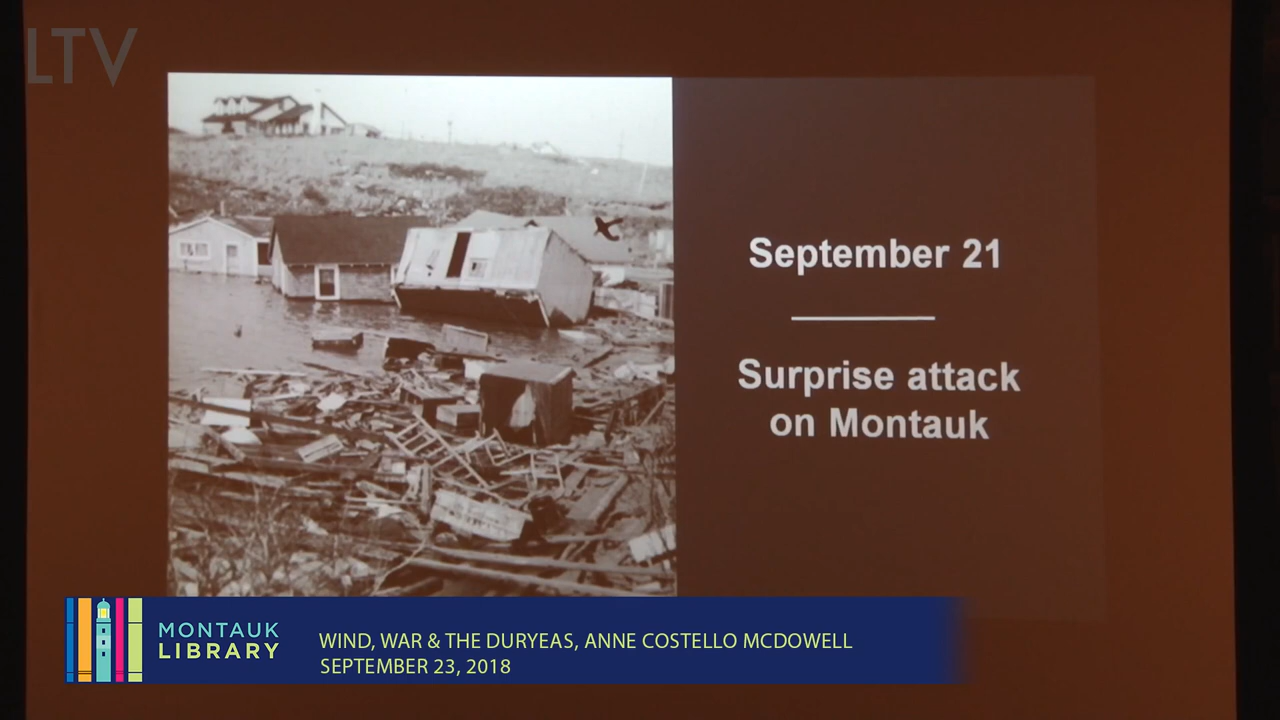 LTV
September 21
Surprise attack
on Montauk
MONTAUK
LIBRARY
WIND, WAR & THE DURYEAS, ANNE COSTELLO MCDOWELL
SEPTEMBER 23, 2018